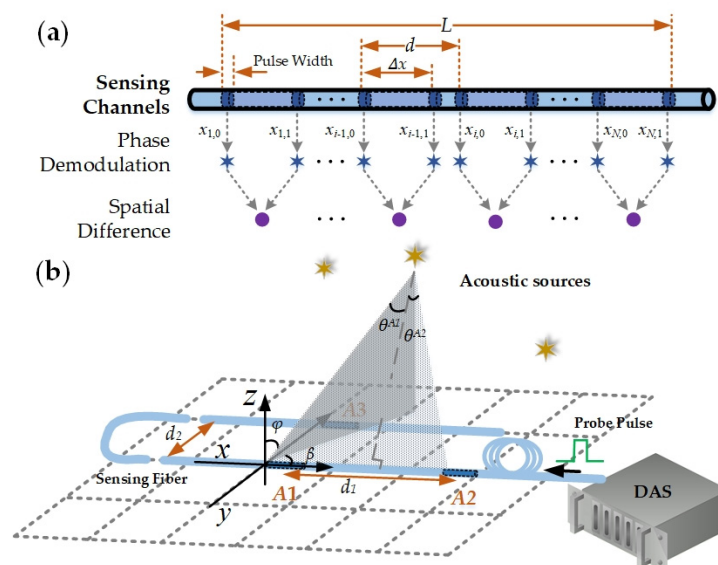 (a)
L
d
Pulse Width
Δx
Sensing
Channels
x1,0 x1,1 xi-1,0 xi-1,1 xi,0 xi,1 xN,0 xN,1
Phase
Demodulation
Spatial
Difference
(b)
Acoustic sources
θA1 θA2
z
A3
φ
Probe Pulse
d2
x
β
Sensing Fiber
d1
DAS
A1
A2
y